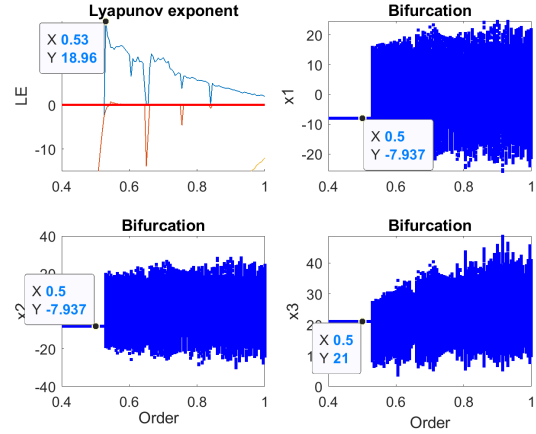 Lyapunov exponent
X 0.53
Y 18.96
LE
0
-10
0.4
0.6
0.8
1
Bifurcation
x1
20
10
0
-10
-20
X 0.5
Y -7.937
0.4
0.6
0.8
1
Bifurcation
x2
40
20
0
-20
-40
X 0.5
Y -7.937
0.4
0.6
0.8
1
Order
Bifurcation
x3
40
30
20
10
0
X 0.5
Y 21
0.4
0.6
0.8
1
Order